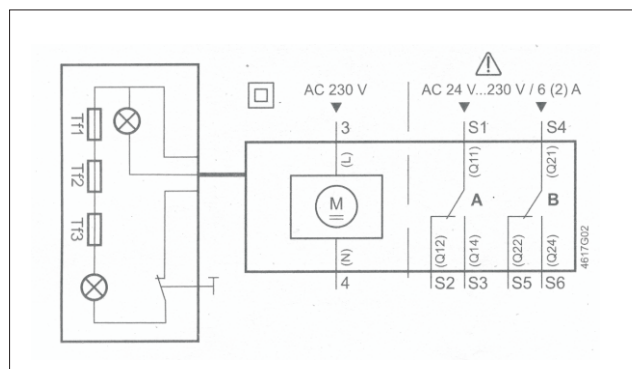 AC 230 V
AC 24 V...230 V / 6 (2) A
3
S1
S4
Tf1
Tf2
Tf3
(L)
(Q11)
(Q21)
M
A
B
(N)
(Q12)
(Q14)
(Q22)
(Q24)
4
S2
S3
S5
S6
4617G02